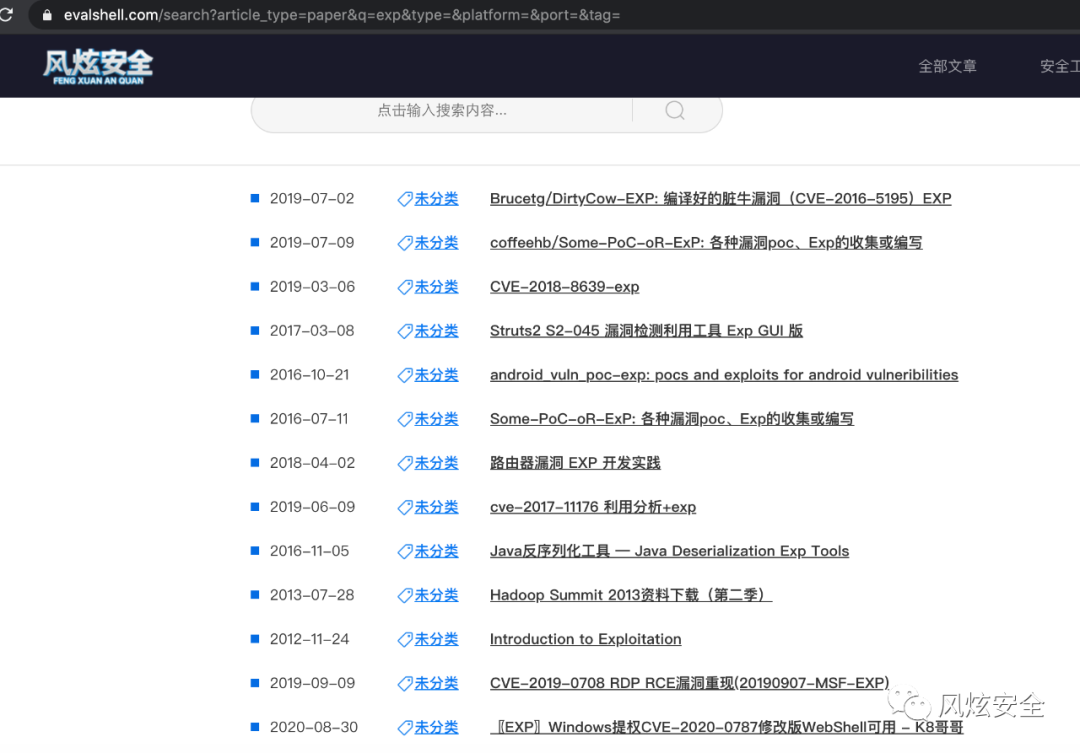 evalshell.com/search?article_type=paper&q=exp&type=&platform=&port=&tag=
风炫安全
FENG XUAN AN QUAN
全部文章 安全工
点击输入搜索内容...
2019-07-02 未分类 Brucetg/DirtyCow-EXP: 编译好的脏牛漏洞（CVE-2016-5195）EXP
2019-07-09 未分类 coffeehb/Some-PoC-oR-ExP: 各种漏洞poc、Exp的收集或编写
2019-03-06 未分类 CVE-2018-8639-exp
2017-03-08 未分类 Struts2 S2-045 漏洞检测利用工具 Exp GUI 版
2016-10-21 未分类 android_vuln_poc-exp: pocs and exploits for android vulneribilities
2016-07-11 未分类 Some-PoC-oR-ExP: 各种漏洞poc、Exp的收集或编写
2018-04-02 未分类 路由器漏洞 EXP 开发实践
2019-06-09 未分类 cve-2017-11176 利用分析+exp
2016-11-05 未分类 Java反序列化工具 — Java Deserialization Exp Tools
2013-07-28 未分类 Hadoop Summit 2013资料下载（第二季）
2012-11-24 未分类 Introduction to Exploitation
2019-09-09 未分类 CVE-2019-0708 RDP RCE漏洞重现(20190907-MSF-EXP)
风炫安全
2020-08-30 未分类 〖EXP〗Windows提权CVE-2020-0787修改版WebShell可用 - K8哥哥